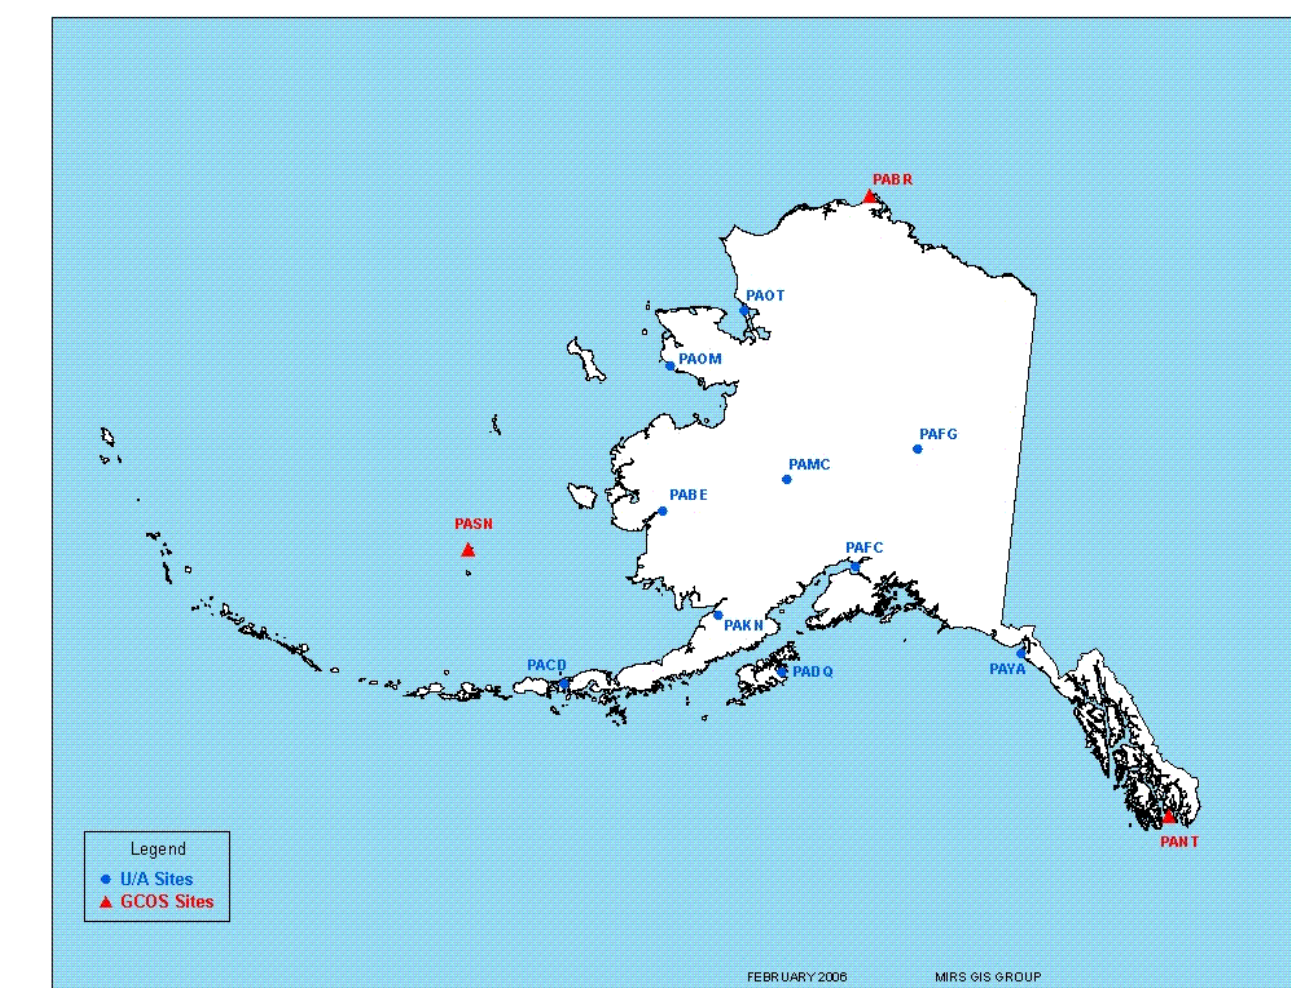 PABR
PAOT
PAOM
PAFG
PAMC
PABE
PASN
PAFC
PAKN
PACD
PADQ
PAYA
PANT
Legend
U/A Sites
GCOS Sites
FEBRUARY 2006 MIRS GIS GROUP